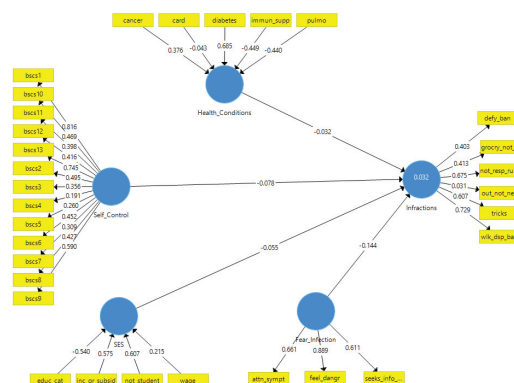 cancer card diabetes immun_supp pulmo
0.376 -0.043 0.685 -0.449 -0.440
Health_Conditions
bscs1
bscs10
bscs11
bscs12
bscs13
bscs2
bscs3
bscs4
bscs5
bscs6
bscs7
bscs8
bscs9
0.816
0.469
0.398
0.416
0.745
0.495
0.356
0.191
0.260
0.452
0.309
0.427
0.590
Self_Control
-0.032
-0.078
-0.055
-0.144
0.032
Infractions
0.403
0.413
0.675
0.031
0.607
0.729
defy_ban
grocry_not_
not_resp_ru
out_not_ne
tricks
wlk_dsp_ba
SES
-0.540 0.575 0.607 0.215
educ_cat inc_or_subsid not_student wage
Fear_Infection
0.661 0.889 0.611
attn_sympt feel_dangr seeks_info_...